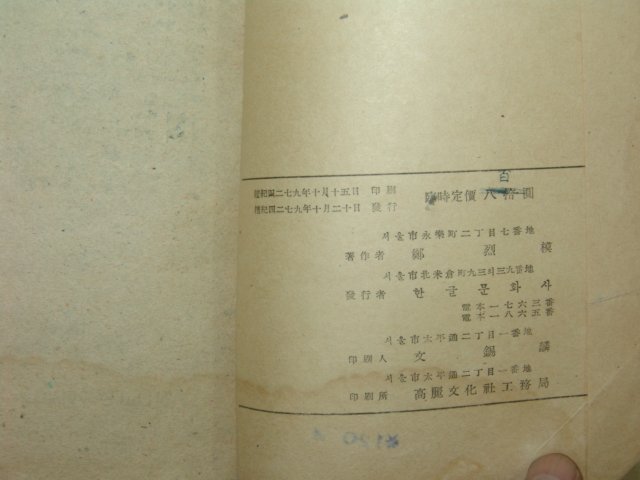 檀紀四二七九年十月十五日 印刷
檀紀四二七九年十月二十日 發行
臨時定價八拾圓
百
서울市永樂町二丁目七番地
著作者 鄭烈模
서울市北米倉町九三의三九番地
發行者 한글문화사
電本一七六三番
電本一八六五番
서울市太平通二丁目一番地
印刷人 文錫
서울市太平通二丁目一番地
印刷所 高麗文化社工務局